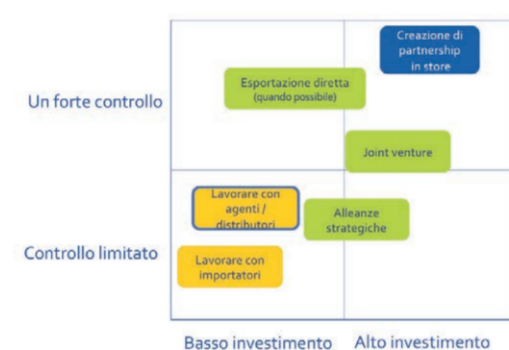 Creazione di
partnership
in store
Esportazione diretta
(quando possibile)
Un forte controllo
Joint venture
Lavorare con
agenti /
distributori
Alleanze
strategiche
Controllo limitato
Lavorare con
importatori
Basso investimento
Alto investimento